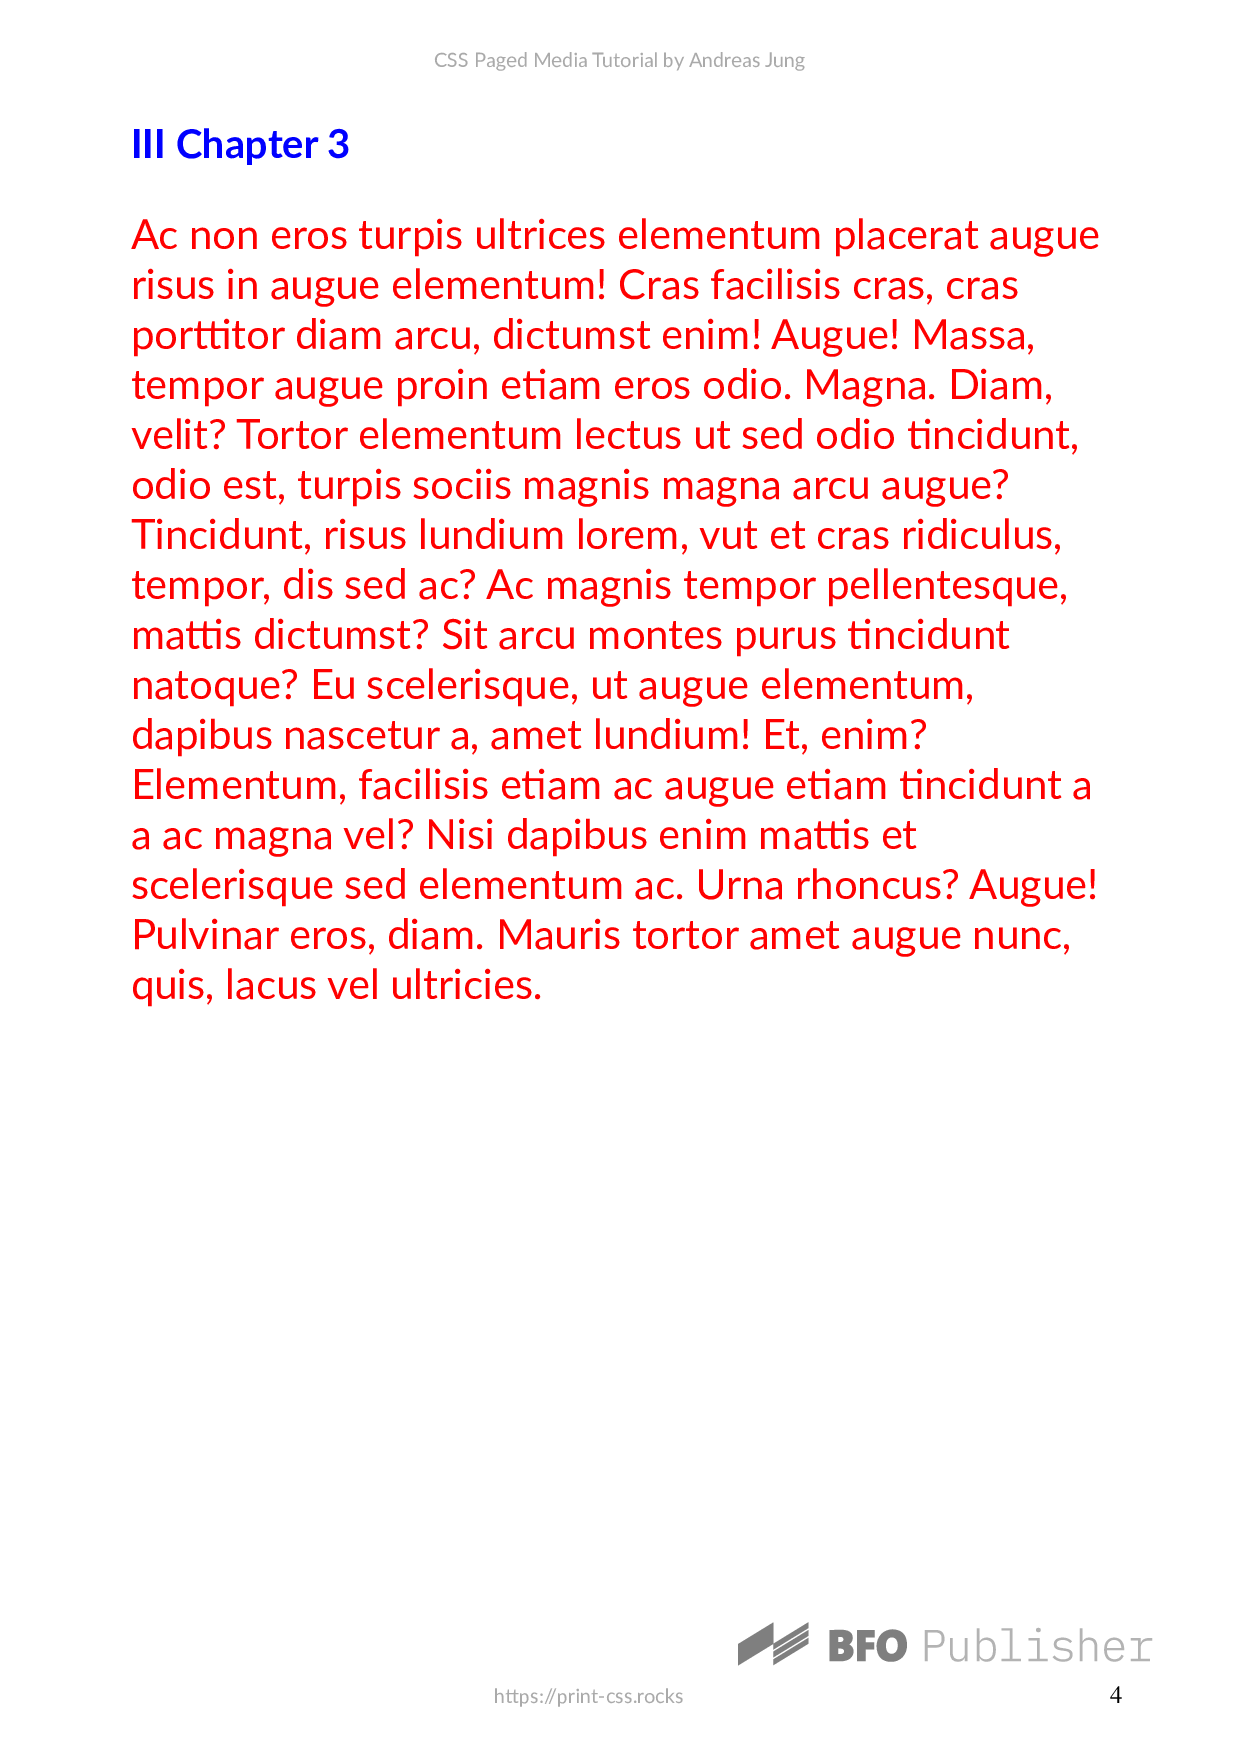 CSS Paged Media Tutorial by Andreas Jung
III Chapter 3
Ac non eros turpis ultrices elementum placerat augue
risus in augue elementum! Cras facilisis cras, cras
porttitor diam arcu, dictumst enim! Augue! Massa,
tempor augue proin etiam eros odio. Magna. Diam,
velit? Tortor elementum lectus ut sed odio tincidunt,
odio est, turpis sociis magnis magna arcu augue?
Tincidunt, risus lundium lorem, vut et cras ridiculus,
tempor, dis sed ac? Ac magnis tempor pellentesque,
mattis dictumst? Sit arcu montes purus tincidunt
natoque? Eu scelerisque, ut augue elementum,
dapibus nascetur a, amet lundium! Et, enim?
Elementum, facilisis etiam ac augue etiam tincidunt a
a ac magna vel? Nisi dapibus enim mattis et
scelerisque sed elementum ac. Urna rhoncus? Augue!
Pulvinar eros, diam. Mauris tortor amet augue nunc,
quis, lacus vel ultricies.
BFO Publisher
https://print-css.rocks 4